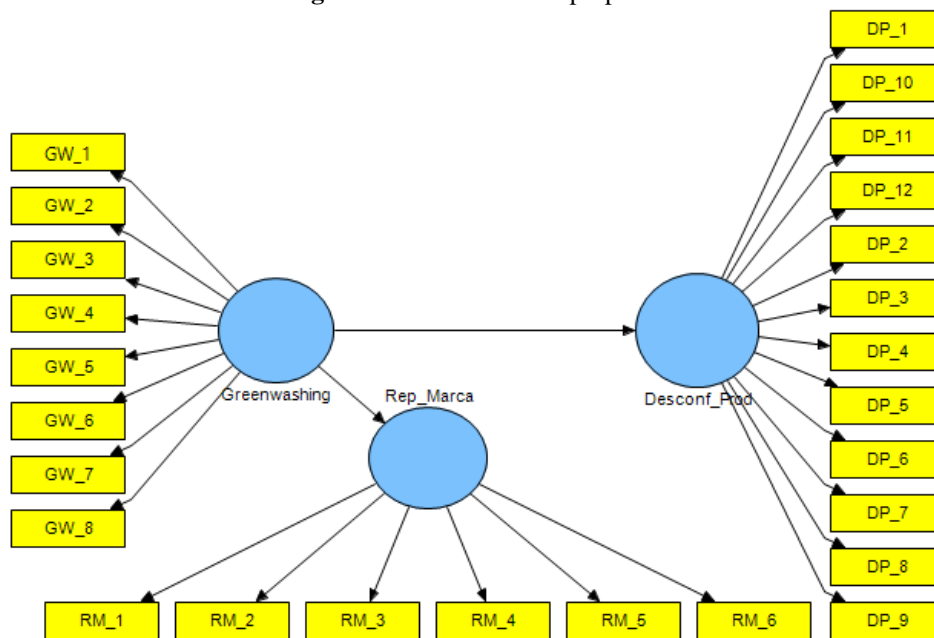 GW_1
GW_2
GW_3
GW_4
GW_5
GW_6
GW_7
GW_8
Greenwashing
Rep_Marca
Desconf_Prod
DP_1
DP_10
DP_11
DP_12
DP_2
DP_3
DP_4
DP_5
DP_6
DP_7
DP_8
DP_9
RM_1
RM_2
RM_3
RM_4
RM_5
RM_6